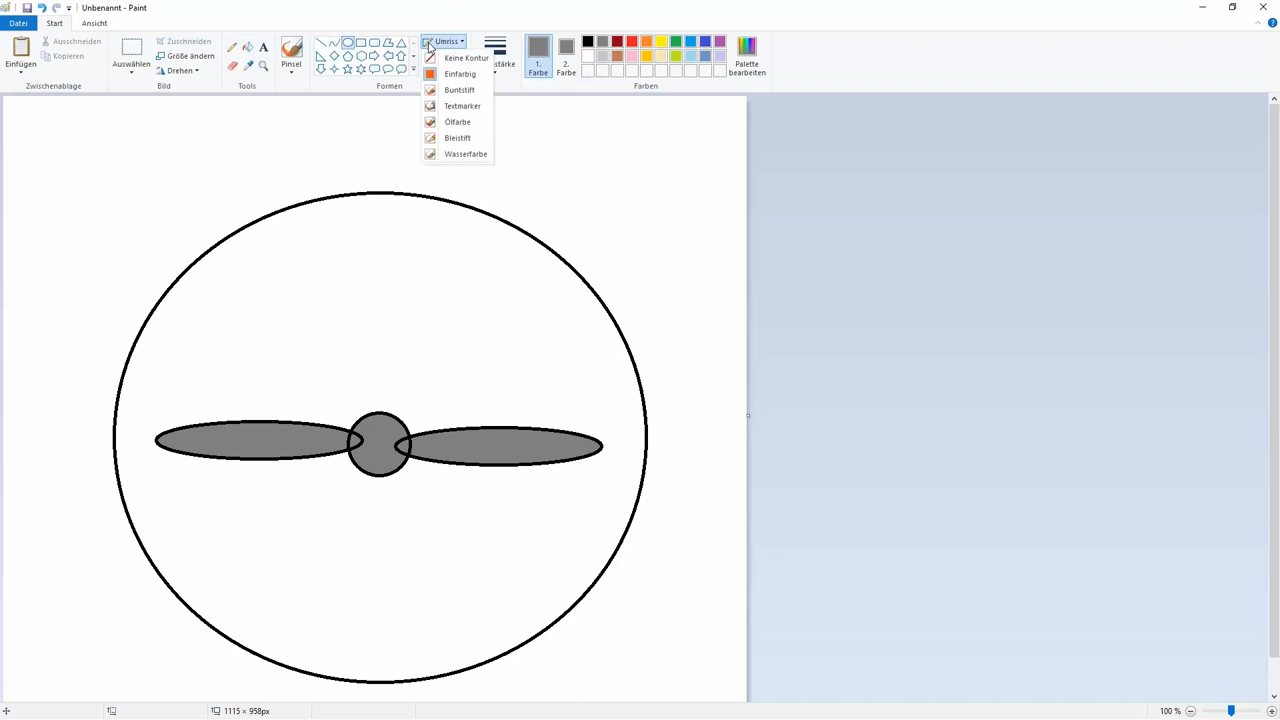 Unbenannt - Paint
Datei
Start
Ansicht
Einfügen
Ausschneiden
Kopieren
Zwischenablage
Auswählen
Zuschneiden
Größe ändern
Drehen
Bild
A
Tools
Pinsel
Formen
Umriss
Keine Kontur
Einfarbig
Buntstift
Textmarker
Ölfarbe
Bleistift
Wasserfarbe
stärke
1.
Farbe
2.
Farbe
Palette
bearbeiten
Farben
1115 × 958px
100 %